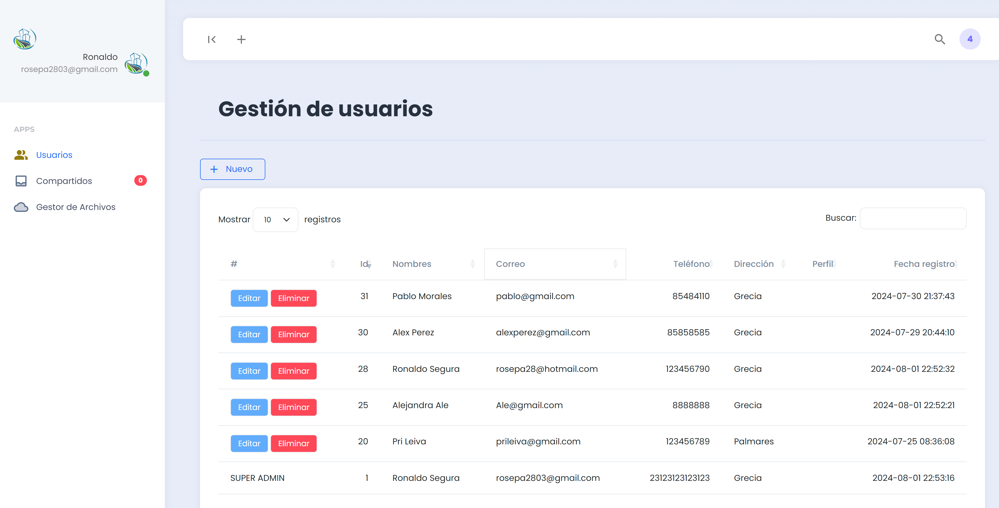 Ronaldo
rosepa2803@gmail.com
APPS
Usuarios
Compartidos 0
Gestor de Archivos
4
Gestión de usuarios
+ Nuevo
Mostrar 10 registros
Buscar:
# Id Nombres Correo Teléfono Dirección Perfil Fecha registro
Editar Eliminar 31 Pablo Morales pablo@gmail.com 85484110 Grecia 2024-07-30 21:37:43
Editar Eliminar 30 Alex Perez alexperez@gmail.com 85858585 Grecia 2024-07-29 20:44:10
Editar Eliminar 28 Ronaldo Segura rosepa28@hotmail.com 123456790 Grecia 2024-08-01 22:52:32
Editar Eliminar 25 Alejandra Ale Ale@gmail.com 8888888 Grecia 2024-08-01 22:52:21
Editar Eliminar 20 Pri Leiva prileiva@gmail.com 123456789 Palmares 2024-07-25 08:36:08
SUPER ADMIN 1 Ronaldo Segura rosepa2803@gmail.com 23123123123123 Grecia 2024-08-01 22:53:16